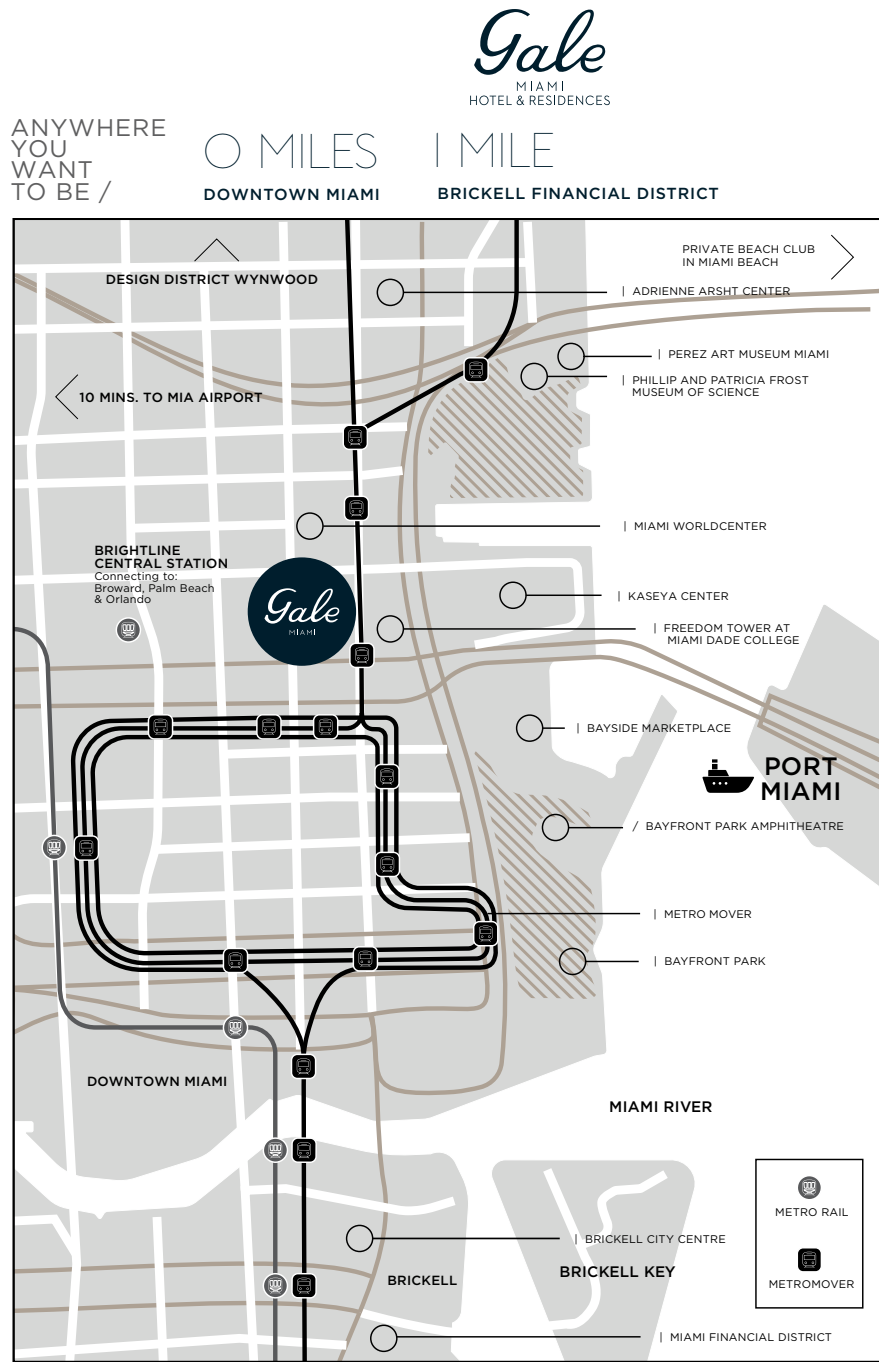 Gale
MIAMI
HOTEL & RESIDENCES
ANYWHERE
YOU
WANT
TO BE /
0 MILES
DOWNTOWN MIAMI
1 MILE
BRICKELL FINANCIAL DISTRICT
PRIVATE BEACH CLUB
IN MIAMI BEACH
DESIGN DISTRICT WYNWOOD
| ADRIENNE ARSHT CENTER
| PEREZ ART MUSEUM MIAMI
| PHILLIP AND PATRICIA FROST
MUSEUM OF SCIENCE
10 MINS. TO MIA AIRPORT
| MIAMI WORLDCENTER
BRIGHTLINE
CENTRAL STATION
Connecting to:
Broward, Palm Beach
& Orlando
Gale
MIAMI
| KASEYA CENTER
| FREEDOM TOWER AT
MIAMI DADE COLLEGE
| BAYSIDE MARKETPLACE
PORT
MIAMI
/ BAYFRONT PARK AMPHITHEATRE
| METRO MOVER
| BAYFRONT PARK
DOWNTOWN MIAMI
MIAMI RIVER
METRO RAIL
| BRICKELL CITY CENTRE
BRICKELL
BRICKELL KEY
METROMOVER
| MIAMI FINANCIAL DISTRICT